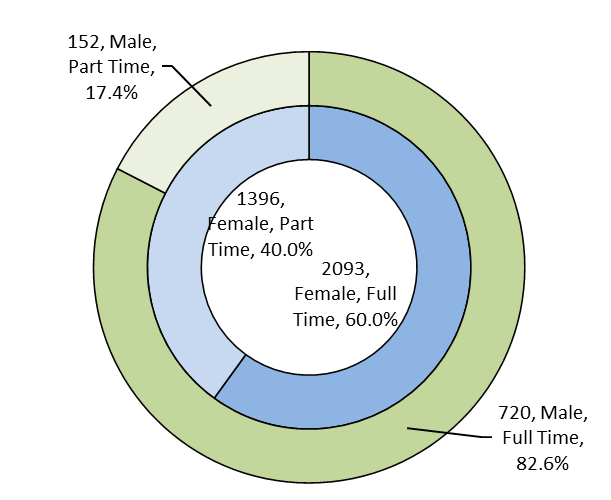 152, Male,
Part Time,
17.4%
1396,
Female, Part
Time, 40.0%
2093,
Female, Full
Time, 60.0%
720, Male,
Full Time,
82.6%